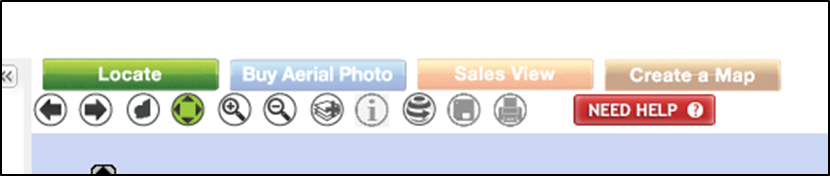 Locate Buy Aerial Photo Sales View Create a Map
NEED HELP ?